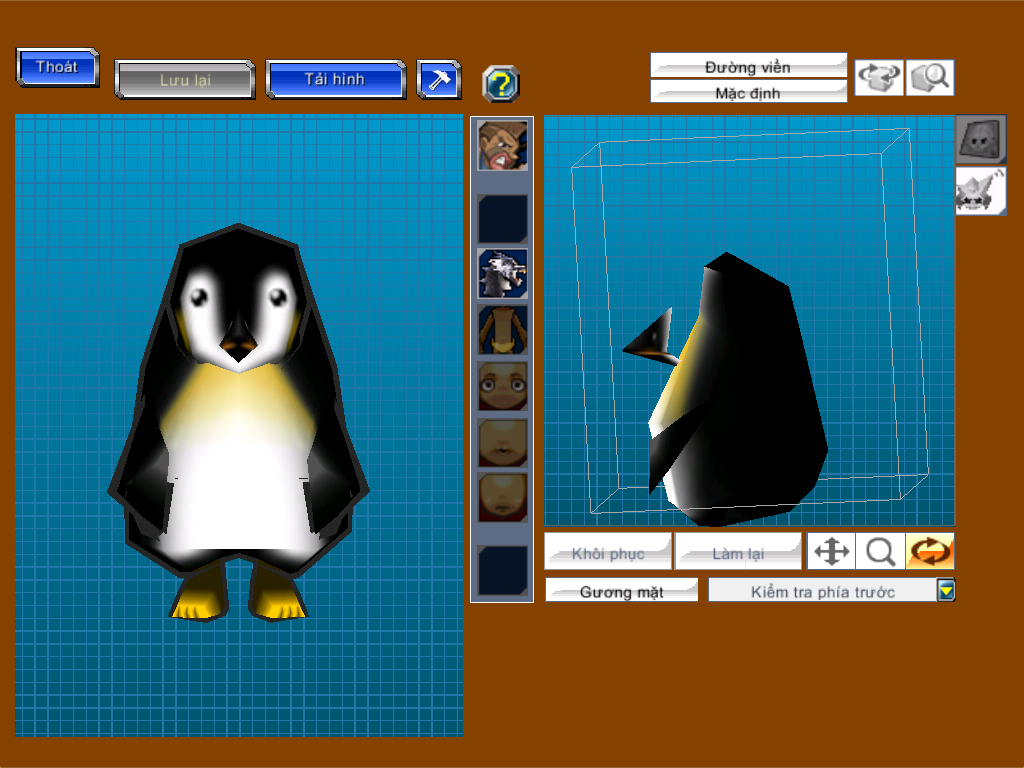 Thoát
Lưu lại
Tải hình
?
Đường viền
Mặc định
Khôi phục
Làm lại
Gương mặt
Kiểm tra phía trước